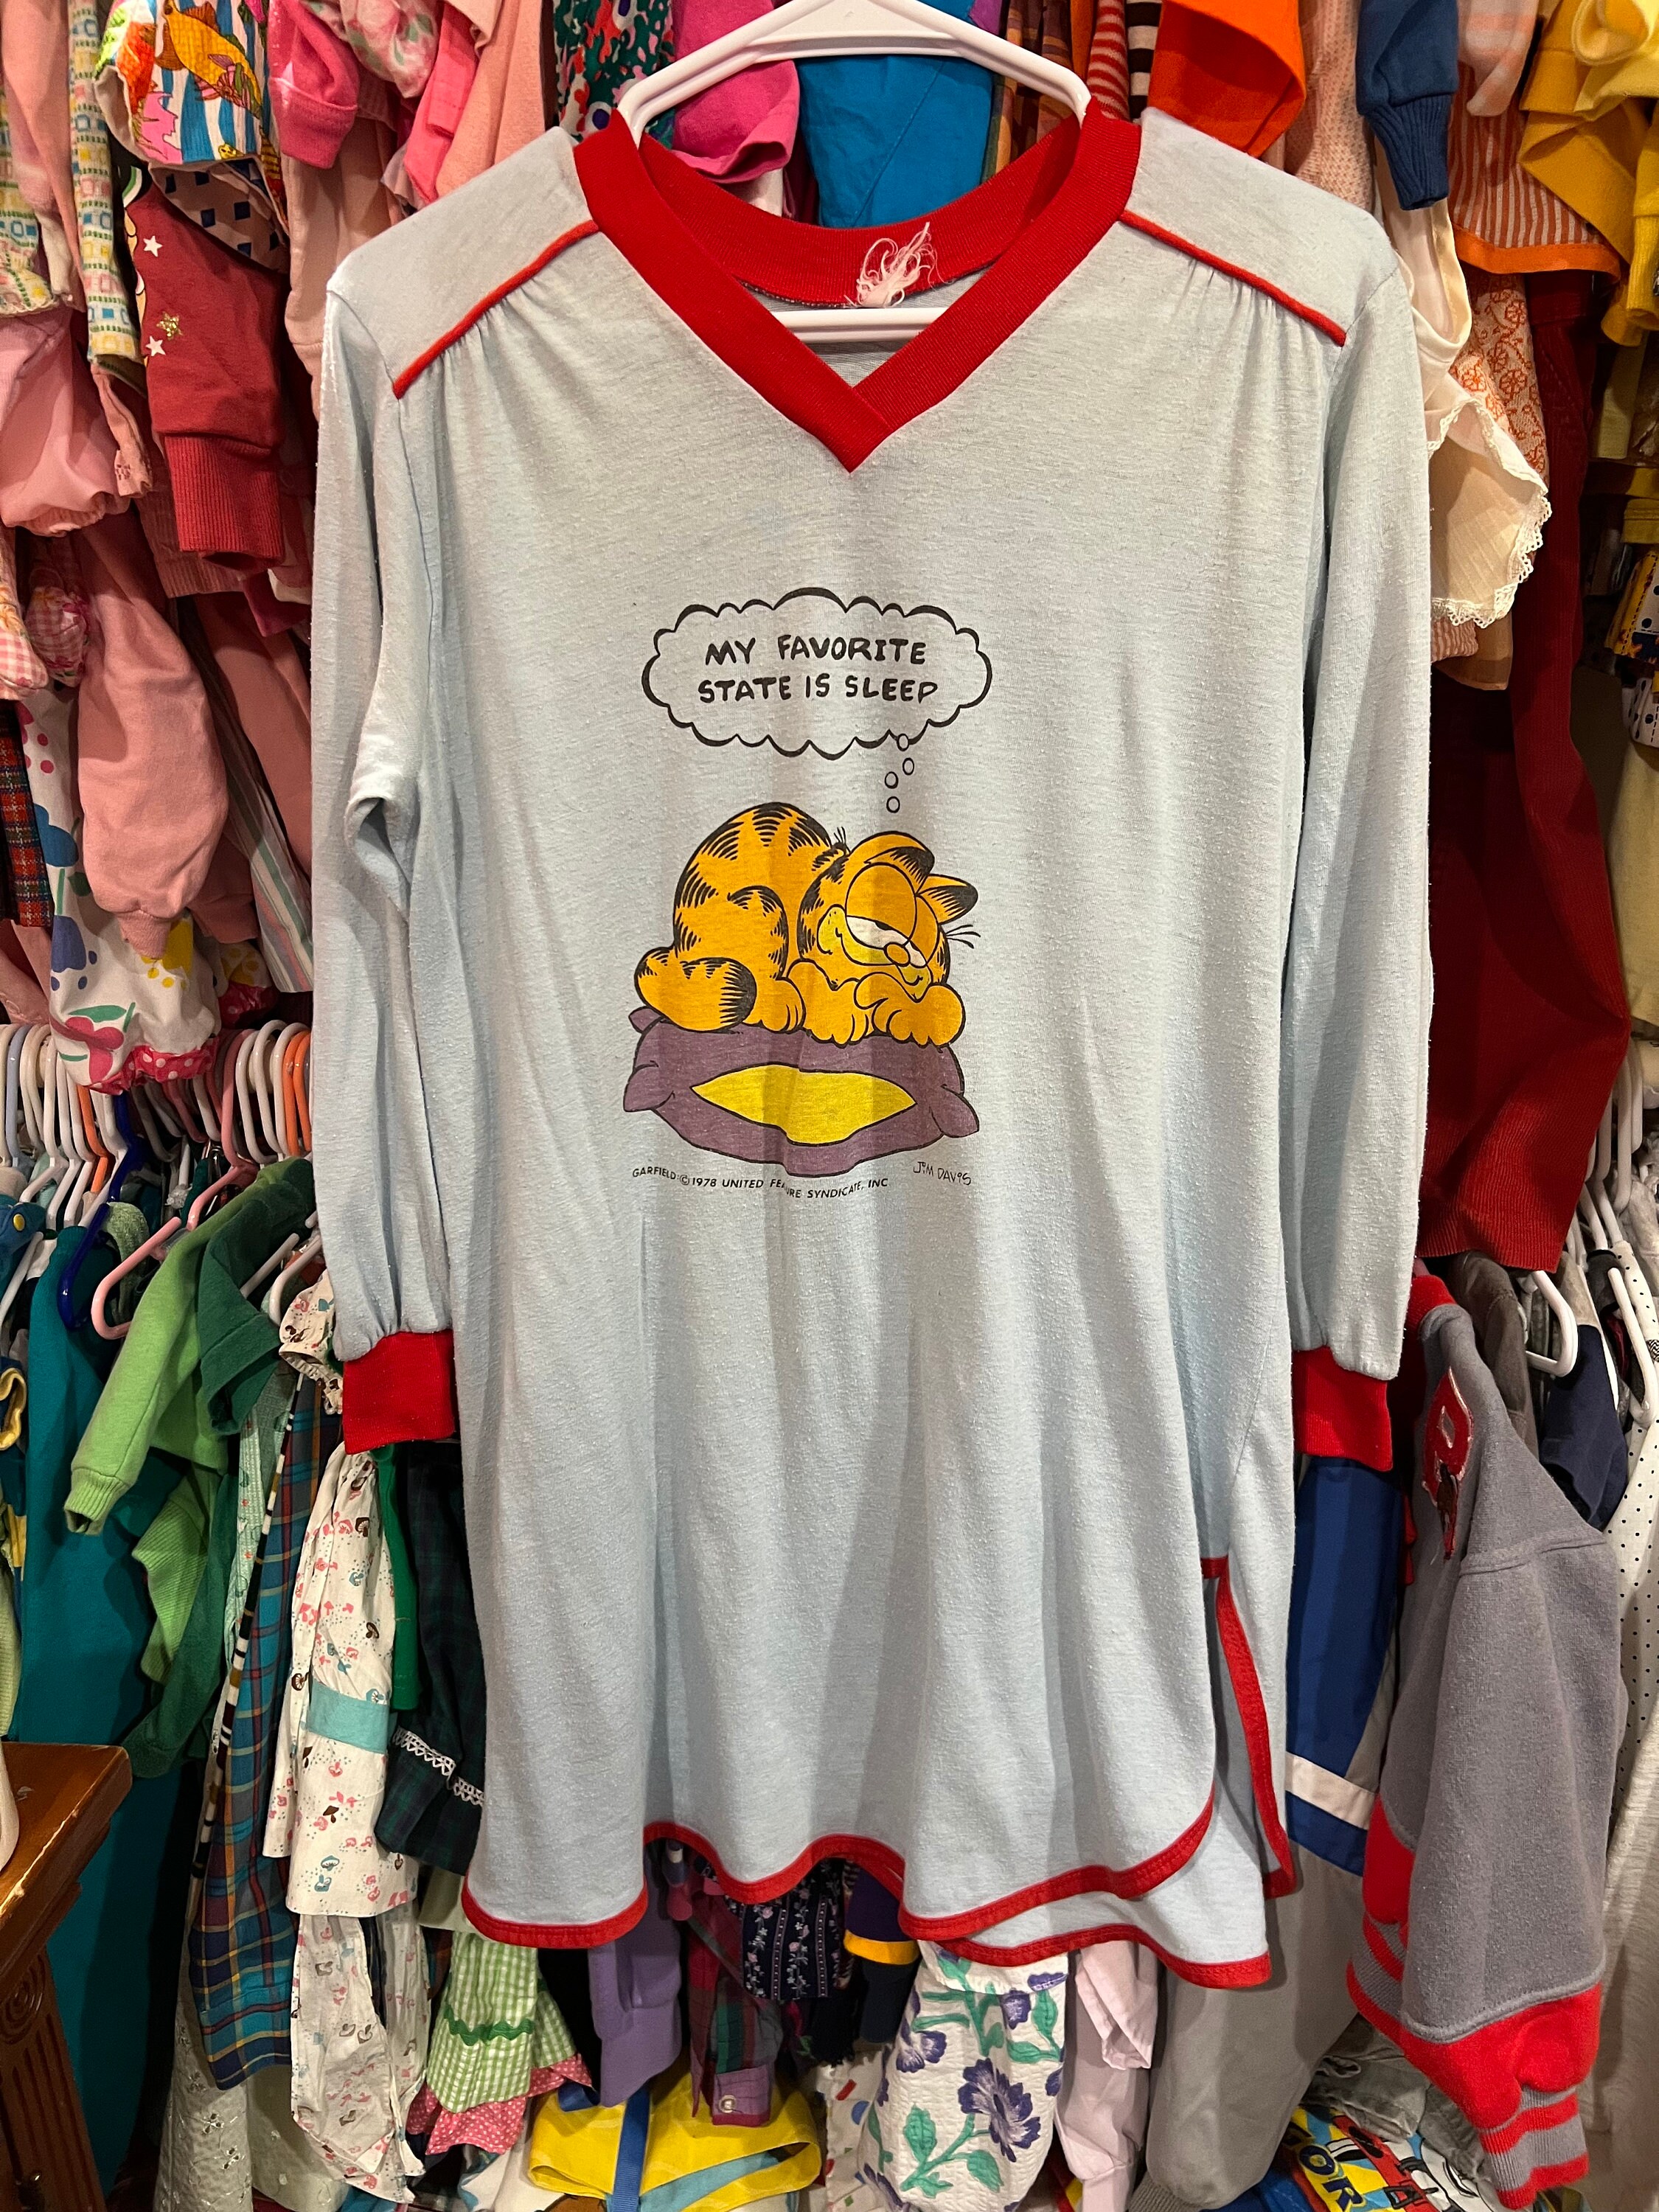 MY FAVORITE
STATE IS SLEEP
GARFIELD: © 1978 UNITED FEATURE SYNDICATE, INC
JIM DAVIS